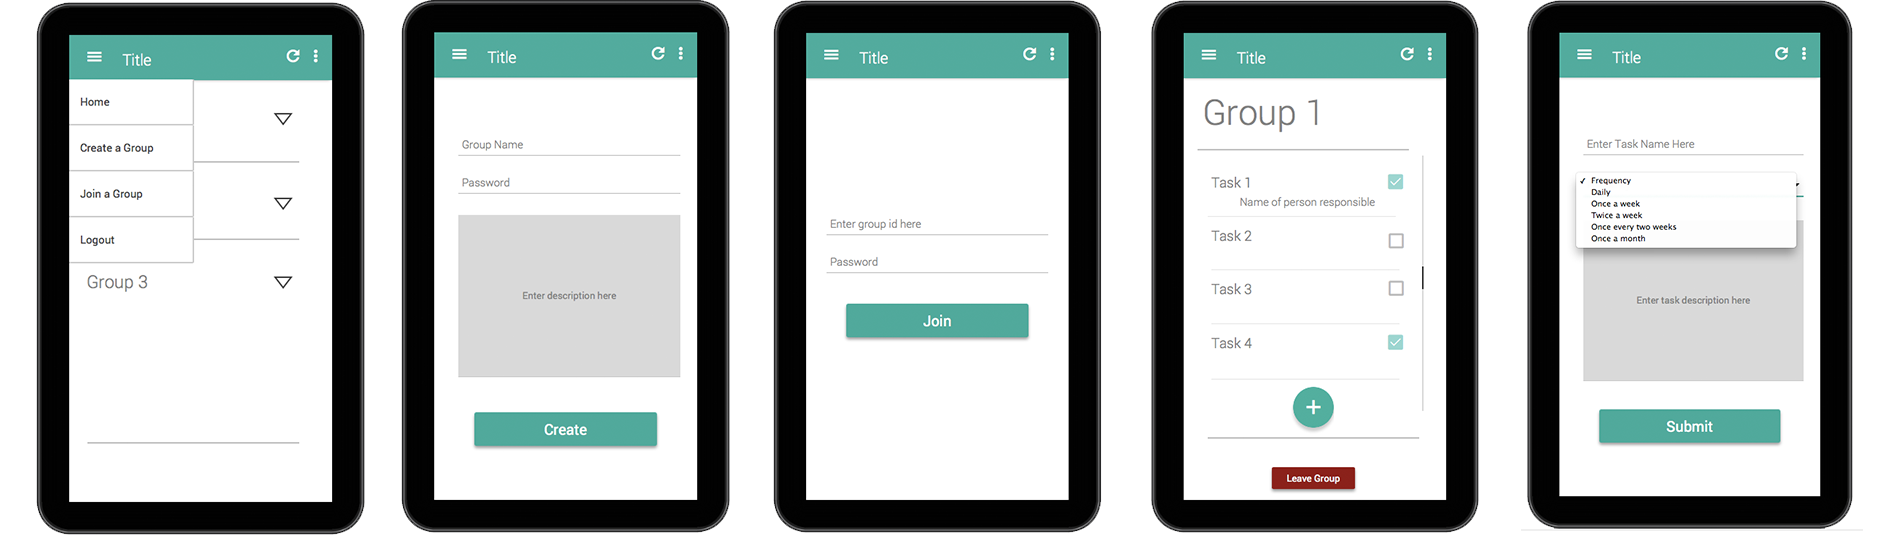 Title
Home
Create a Group
Join a Group
Logout
Group 3
Title
Group Name
Password
Enter description here
Create
Title
Enter group id here
Password
Join
Title
Group 1
Task 1
Name of person responsible
Task 2
Task 3
Task 4
+
Leave Group
Title
Enter Task Name Here
✓ Frequency
Daily
Once a week
Twice a week
Once every two weeks
Once a month
Enter task description here
Submit